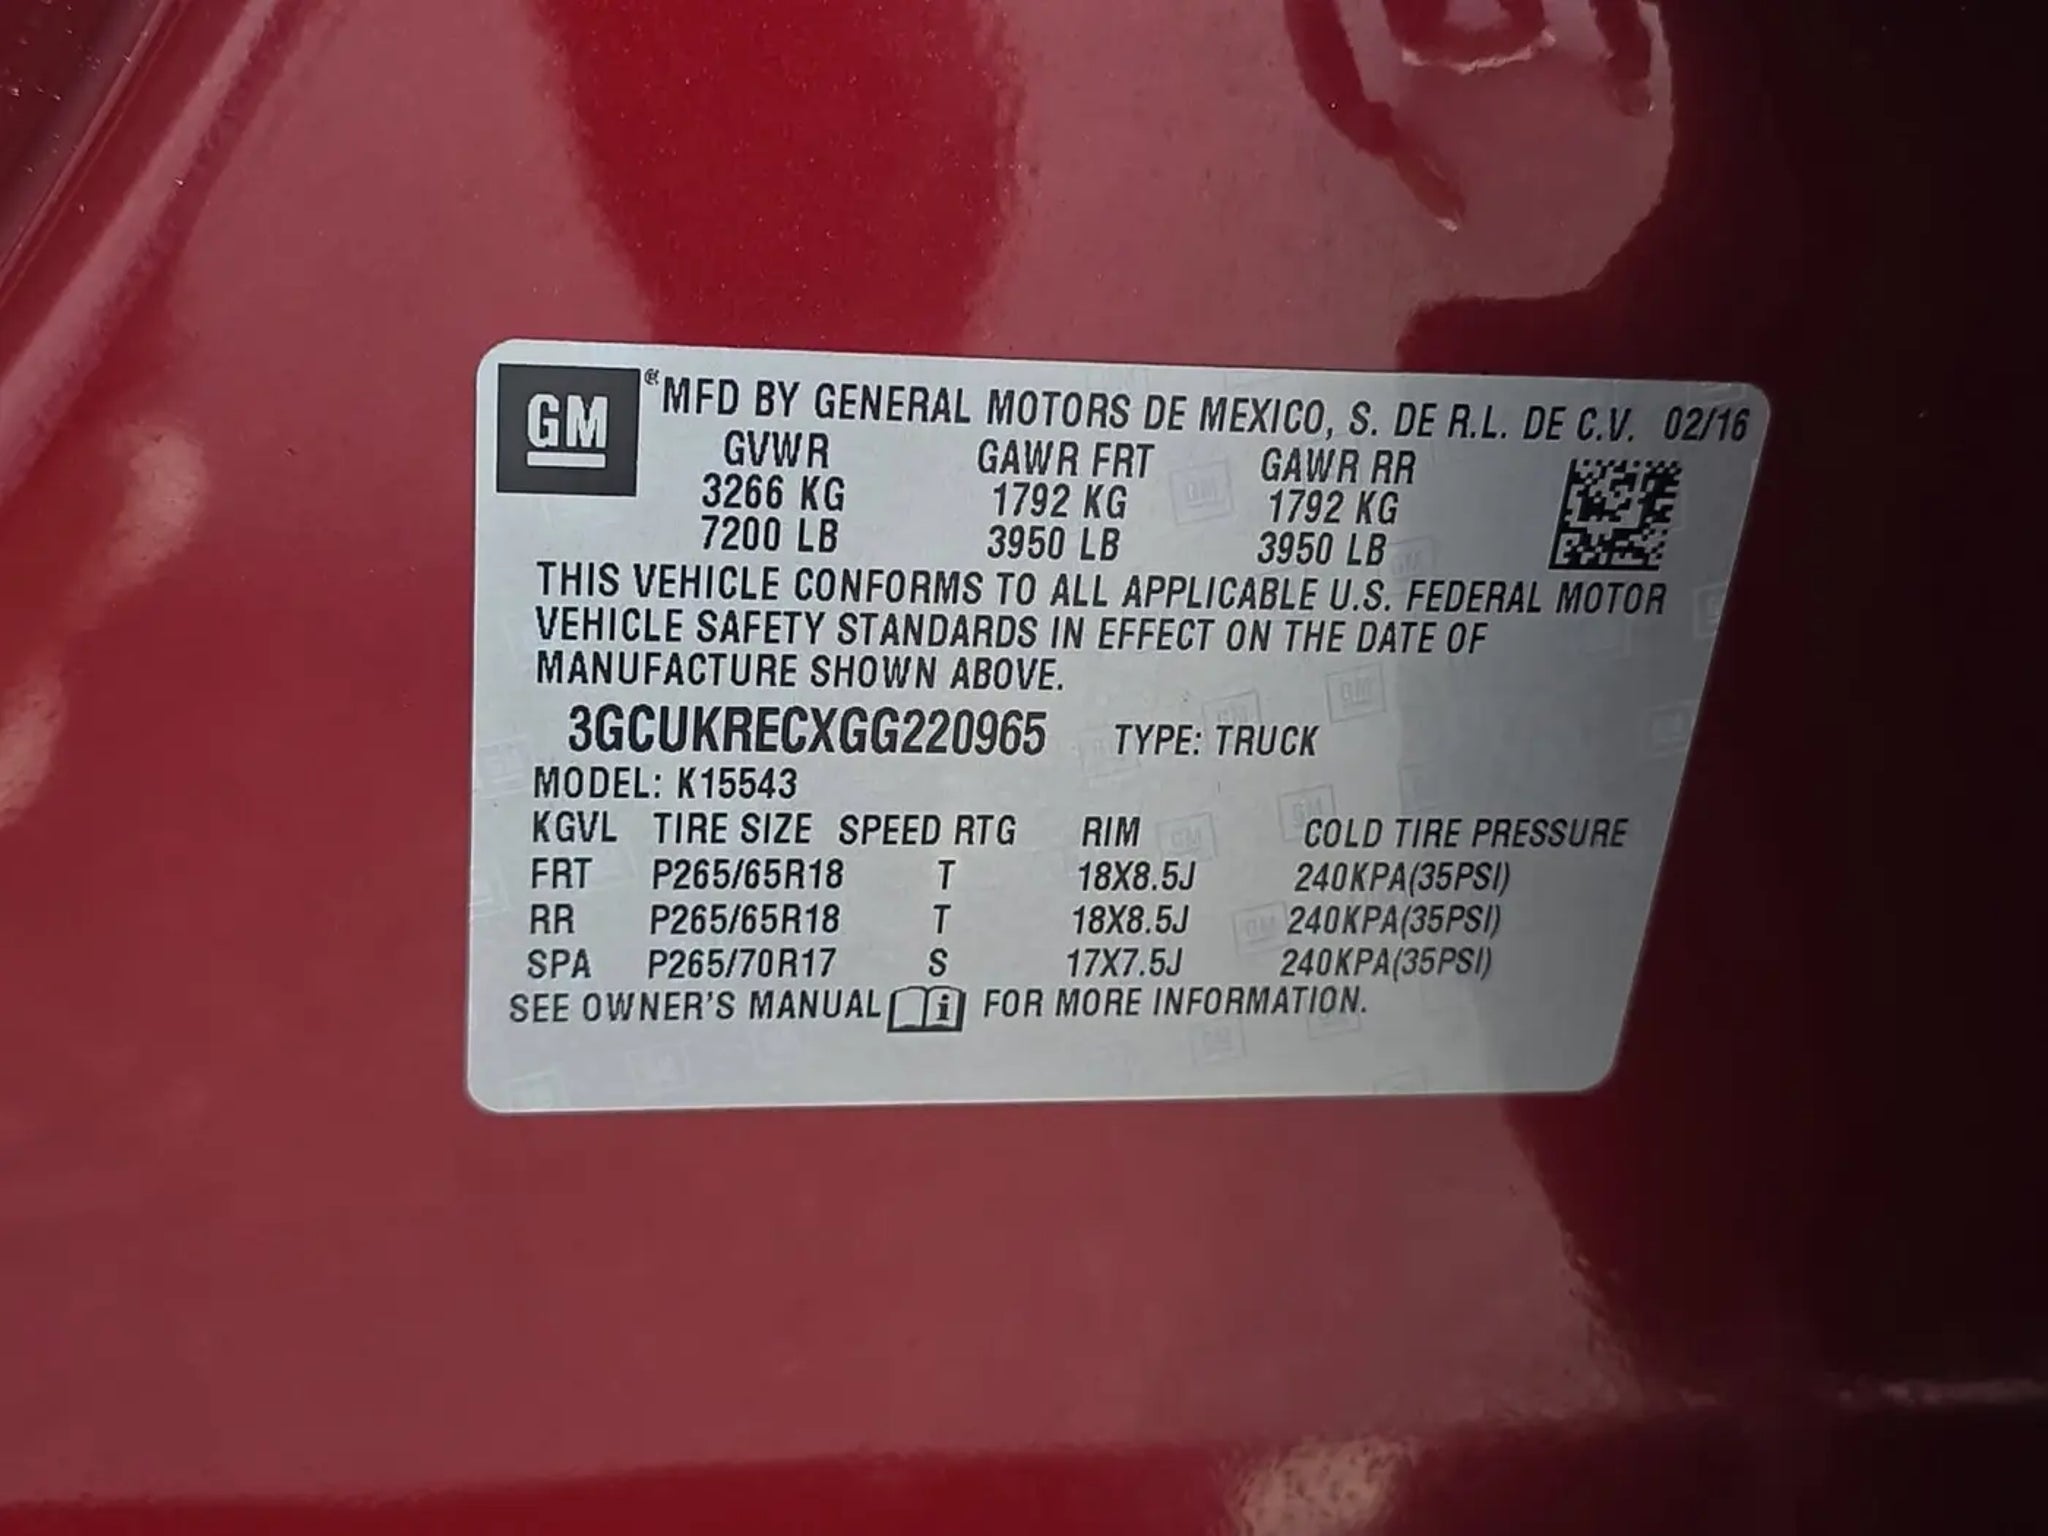 GM ® MFD BY GENERAL MOTORS DE MEXICO, S. DE R.L. DE C.V. 02/16
GVWR GAWR FRT GAWR RR
3266 KG 1792 KG 1792 KG
7200 LB 3950 LB 3950 LB
THIS VEHICLE CONFORMS TO ALL APPLICABLE U.S. FEDERAL MOTOR
VEHICLE SAFETY STANDARDS IN EFFECT ON THE DATE OF
MANUFACTURE SHOWN ABOVE.
3GCUKRECXGG220965 TYPE: TRUCK
MODEL: K15543
KGVL TIRE SIZE SPEED RTG RIM COLD TIRE PRESSURE
FRT P265/65R18 T 18X8.5J 240KPA(35PSI)
RR P265/65R18 T 18X8.5J 240KPA(35PSI)
SPA P265/70R17 S 17X7.5J 240KPA(35PSI)
SEE OWNER'S MANUAL i FOR MORE INFORMATION.